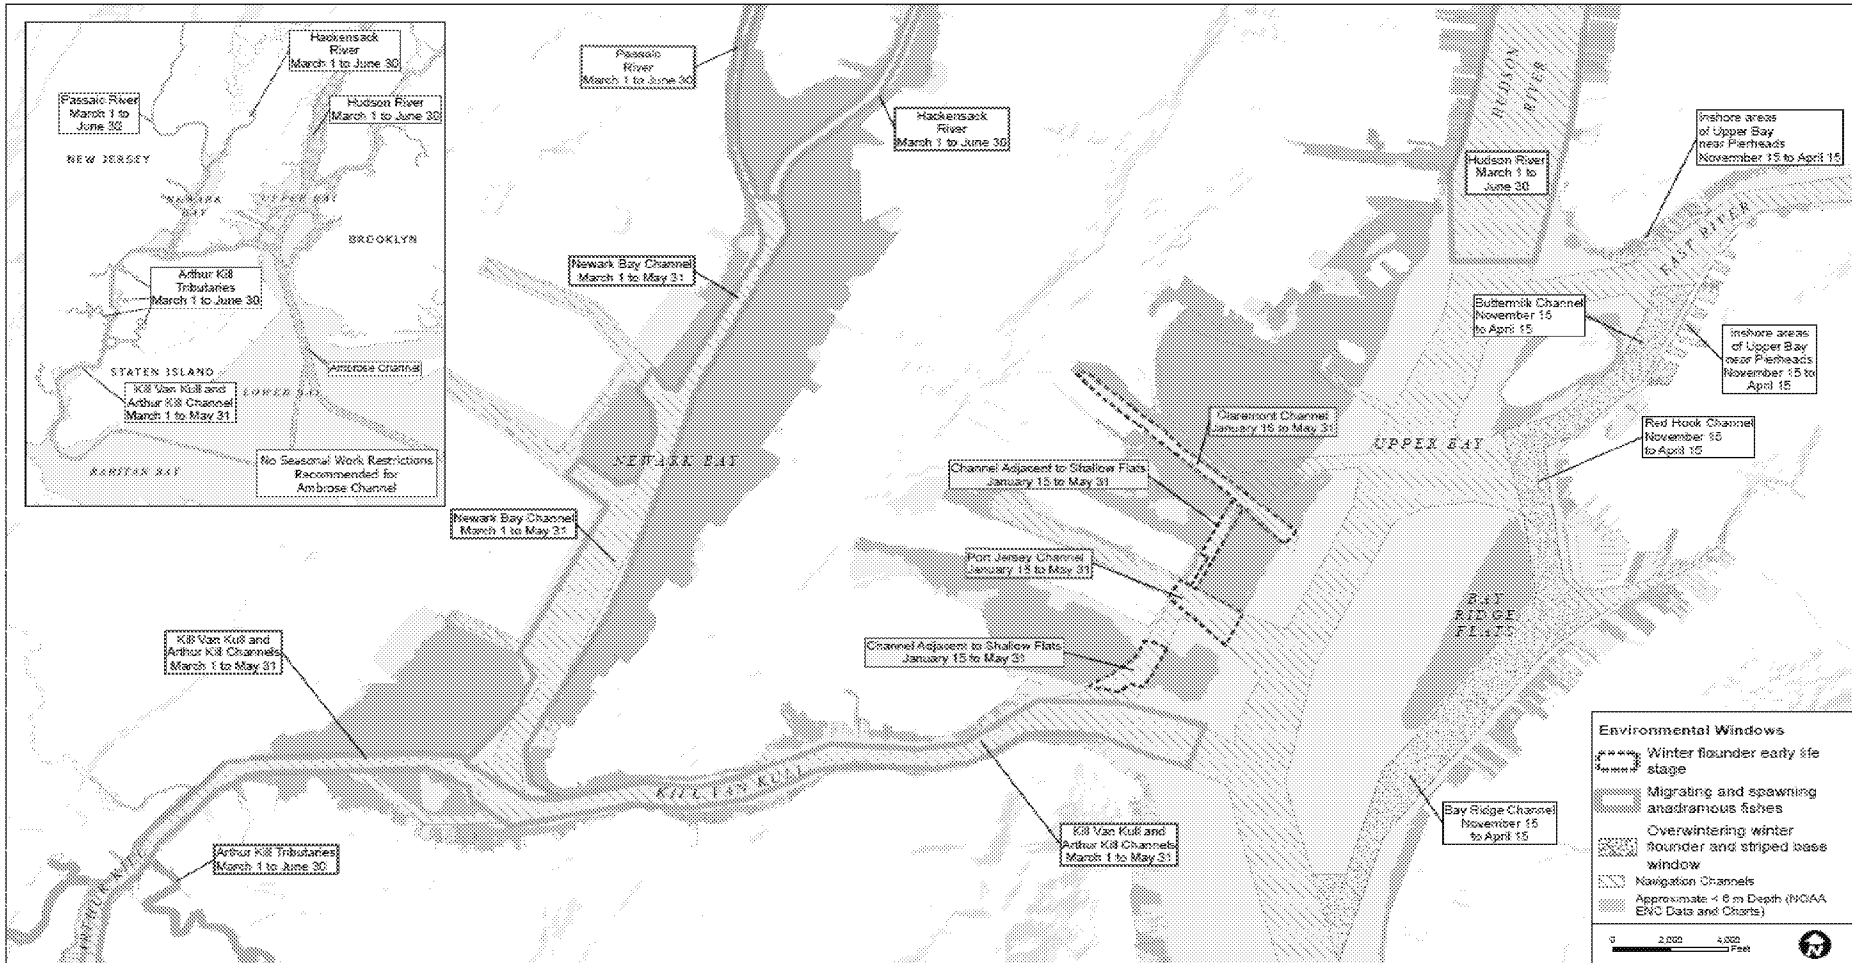 Hackensack
River
March 1 to June 30
Passaic River
March 1 to
June 30
Hudson River
March 1 to June 30
NEW JERSEY
NEWARK
BAY
UPPER BAY
BROOKLYN
Arthur Kill
Tributaries
March 1 to June 30
Ambrose Channel
STATEN ISLAND
Kill Van Kull and
Arthur Kill Channel
March 1 to May 31
LOWER BAY
RARITAN BAY
No Seasonal Work Restrictions
Recommended for
Ambrose Channel
Passaic
River
March 1 to June 30
Hackensack
River
March 1 to June 30
HUDSON
RIVER
Hudson River
March 1 to
June 30
Inshore areas
of Upper Bay
near Pierheads
November 15 to April 15
EAST RIVER
Newark Bay Channel
March 1 to May 31
Buttermilk Channel
November 15
to April 15
Inshore areas
of Upper Bay
near Pierheads
November 15 to
April 15
Claremont Channel
January 15 to May 31
Red Hook Channel
November 15
to April 15
UPPER BAY
NEWARK BAY
Channel Adjacent to Shallow Flats
January 15 to May 31
Newark Bay Channel
March 1 to May 31
Port Jersey Channel
January 15 to May 31
BAY
RIDGE
FLATS
Kill Van Kull and
Arthur Kill Channels
March 1 to May 31
Channel Adjacent to Shallow Flats
January 15 to May 31
KILL VAN KULL
Bay Ridge Channel
November 15
to April 15
Kill Van Kull and
Arthur Kill Channels
March 1 to May 31
Arthur Kill Tributaries
March 1 to June 30
ARTHUR KILL
Environmental Windows
Winter flounder early life
stage
Migrating and spawning
anadramous fishes
Overwintering winter
flounder and striped base
window
Navigation Channels
Approximate < 6 m Depth (NOAA
ENC Data and Charts)
0 2,000 4,000
Feet
N